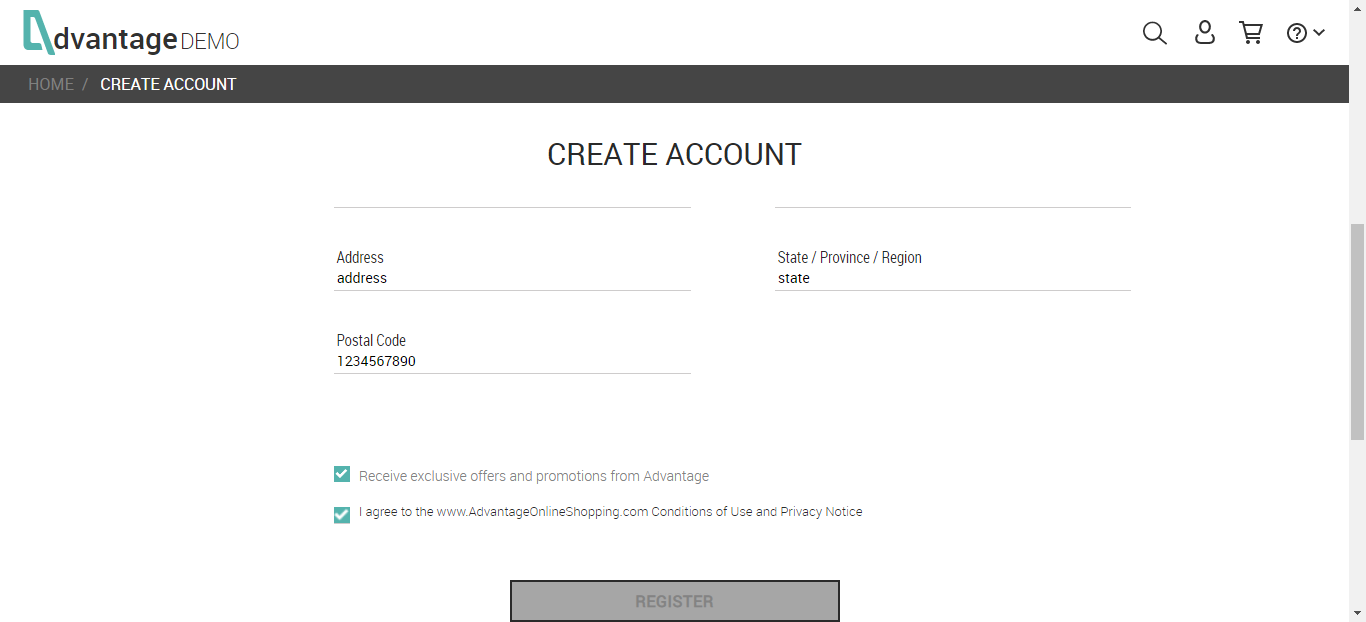 dvantage DEMO
HOME / CREATE ACCOUNT
CREATE ACCOUNT
Address
address
State / Province / Region
state
Postal Code
1234567890
Receive exclusive offers and promotions from Advantage
I agree to the www.AdvantageOnlineShopping.com Conditions of Use and Privacy Notice
REGISTER